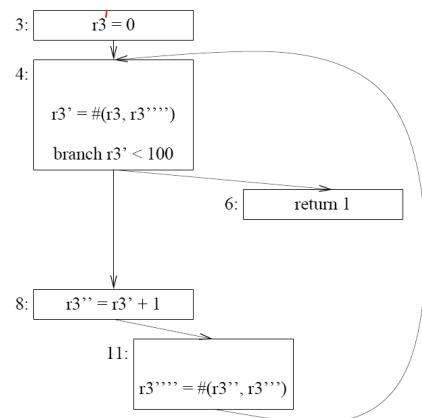 3: r3 = 0
4:
r3’ = #(r3, r3’’’’)
branch r3’ < 100
6: return 1
8: r3’’ = r3’ + 1
11:
r3’’’’ = #(r3’’, r3’’’)